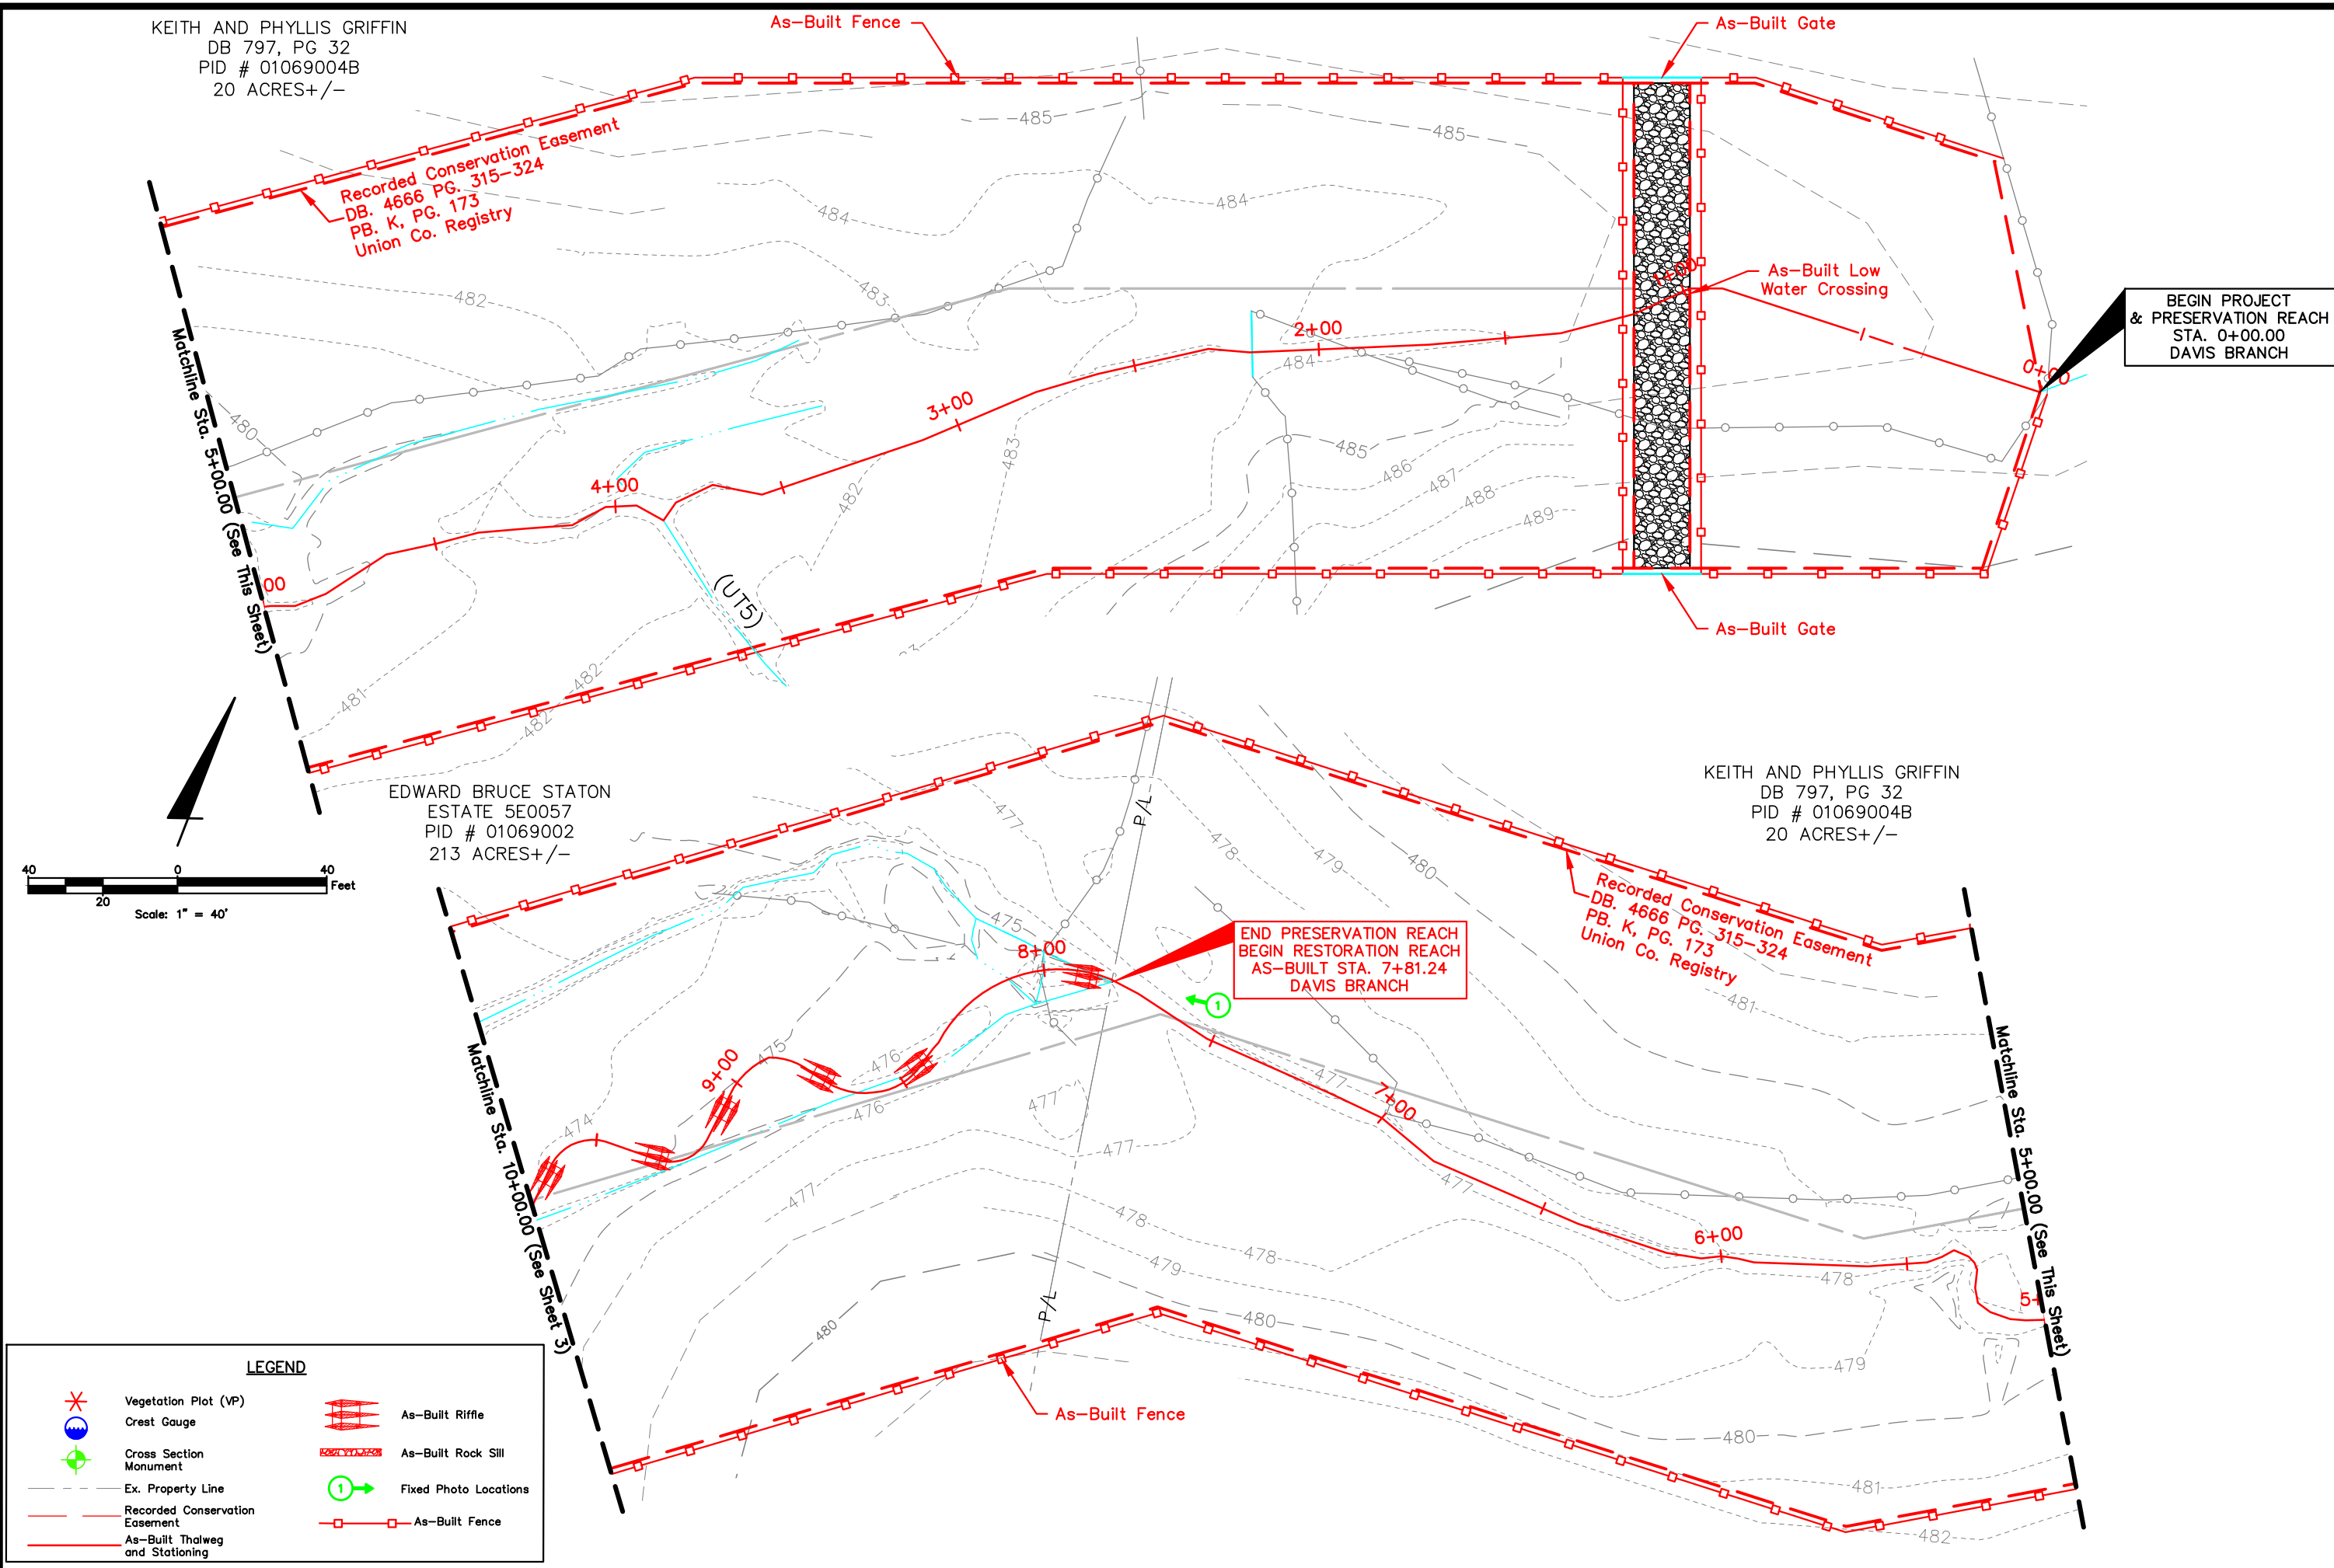 KEITH AND PHYLLIS GRIFFIN
DB 797, PG 32
PID # 01069004B
20 ACRES+/-
As-Built Fence
As-Built Gate
Recorded Conservation Easement
DB. 4666 PG. 315-324
PB. K, PG. 173
Union Co. Registry
485
485
484
484
483
482
480
484
485
486
487
488
489
483
482
481
482
482
1+00
As-Built Low
Water Crossing
2+00
3+00
4+00
00
0+00
BEGIN PROJECT
& PRESERVATION REACH
STA. 0+00.00
DAVIS BRANCH
Matchline Sta. 5+00.00 (See This Sheet)
(UT5)
As-Built Gate
40
0
40
Feet
20
Scale: 1" = 40'
EDWARD BRUCE STATON
ESTATE 5E0057
PID # 01069002
213 ACRES+/-
P/L
KEITH AND PHYLLIS GRIFFIN
DB 797, PG 32
PID # 01069004B
20 ACRES+/-
Recorded Conservation Easement
DB. 4666 PG. 315-324
PB. K, PG. 173
Union Co. Registry
477
478
479
480
481
475
8+00
END PRESERVATION REACH
BEGIN RESTORATION REACH
AS-BUILT STA. 7+81.24
DAVIS BRANCH
1
9+00
475
476
476
474
477
477
477
477
477
7+00
6+00
5+
478
478
478
479
479
480
480
480
481
482
P/L
Matchline Sta. 10+00.00 (See Sheet 3)
Matchline Sta. 5+00.00 (See This Sheet)
As-Built Fence
LEGEND
Vegetation Plot (VP)
Crest Gauge
Cross Section
Monument
Ex. Property Line
Recorded Conservation
Easement
As-Built Thalweg
and Stationing
As-Built Riffle
As-Built Rock Sill
1
Fixed Photo Locations
As-Built Fence